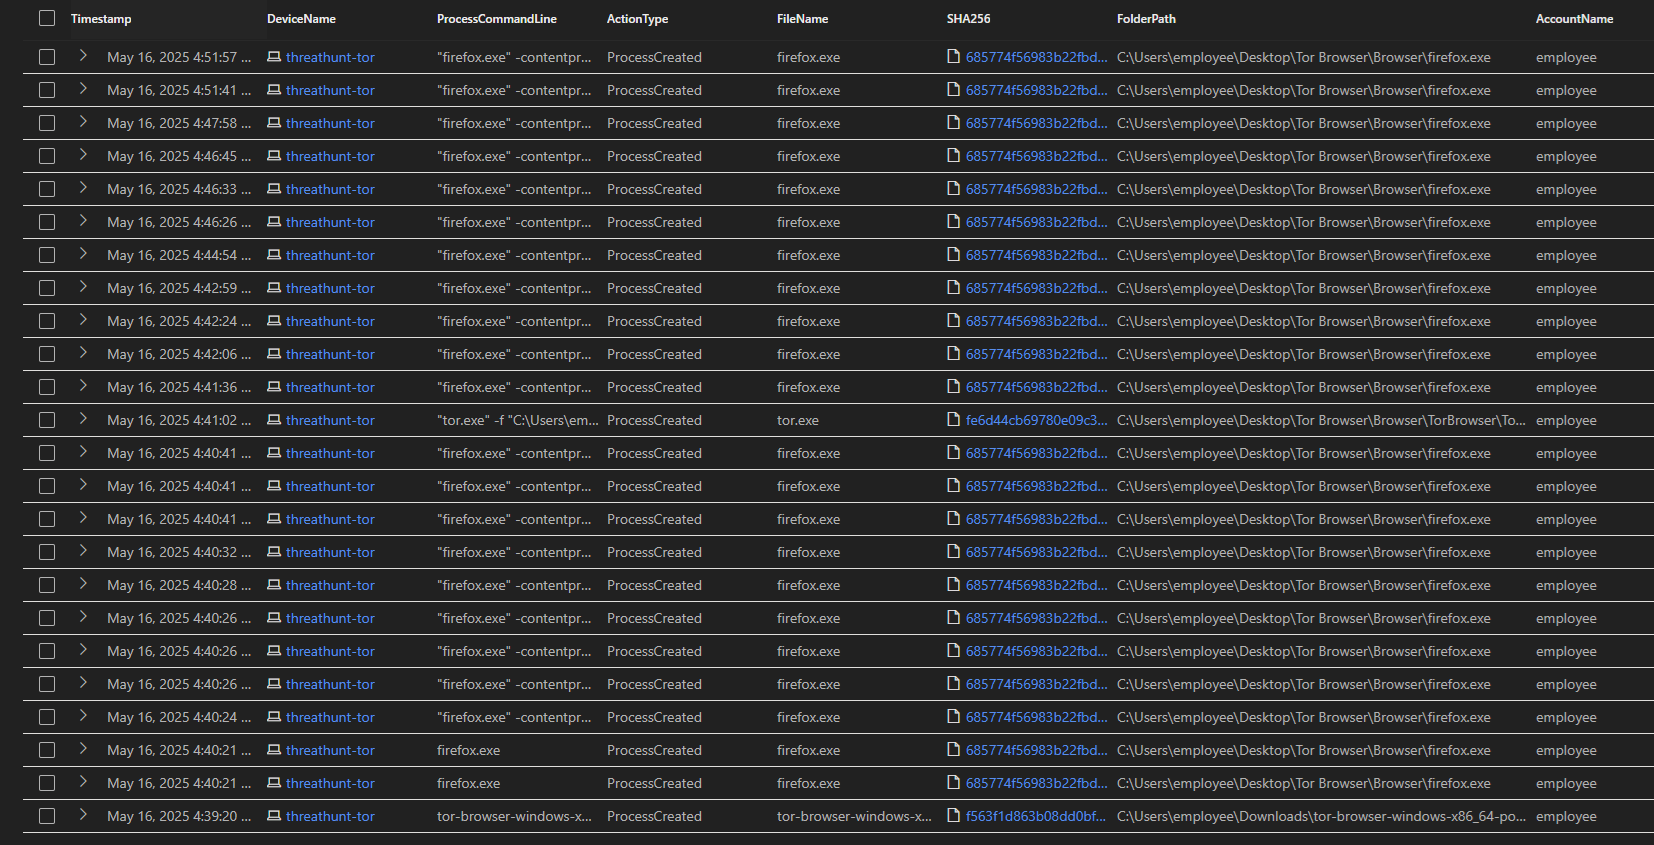 Timestamp DeviceName ProcessCommandLine ActionType FileName SHA256 FolderPath AccountName
May 16, 2025 4:51:57 ... threathunt-tor "firefox.exe" -contentpr... ProcessCreated firefox.exe 685774f56983b22fbd... C:\Users\employee\Desktop\Tor Browser\Browser\firefox.exe employee
May 16, 2025 4:51:41 ... threathunt-tor "firefox.exe" -contentpr... ProcessCreated firefox.exe 685774f56983b22fbd... C:\Users\employee\Desktop\Tor Browser\Browser\firefox.exe employee
May 16, 2025 4:47:58 ... threathunt-tor "firefox.exe" -contentpr... ProcessCreated firefox.exe 685774f56983b22fbd... C:\Users\employee\Desktop\Tor Browser\Browser\firefox.exe employee
May 16, 2025 4:46:45 ... threathunt-tor "firefox.exe" -contentpr... ProcessCreated firefox.exe 685774f56983b22fbd... C:\Users\employee\Desktop\Tor Browser\Browser\firefox.exe employee
May 16, 2025 4:46:33 ... threathunt-tor "firefox.exe" -contentpr... ProcessCreated firefox.exe 685774f56983b22fbd... C:\Users\employee\Desktop\Tor Browser\Browser\firefox.exe employee
May 16, 2025 4:46:26 ... threathunt-tor "firefox.exe" -contentpr... ProcessCreated firefox.exe 685774f56983b22fbd... C:\Users\employee\Desktop\Tor Browser\Browser\firefox.exe employee
May 16, 2025 4:44:54 ... threathunt-tor "firefox.exe" -contentpr... ProcessCreated firefox.exe 685774f56983b22fbd... C:\Users\employee\Desktop\Tor Browser\Browser\firefox.exe employee
May 16, 2025 4:42:59 ... threathunt-tor "firefox.exe" -contentpr... ProcessCreated firefox.exe 685774f56983b22fbd... C:\Users\employee\Desktop\Tor Browser\Browser\firefox.exe employee
May 16, 2025 4:42:24 ... threathunt-tor "firefox.exe" -contentpr... ProcessCreated firefox.exe 685774f56983b22fbd... C:\Users\employee\Desktop\Tor Browser\Browser\firefox.exe employee
May 16, 2025 4:42:06 ... threathunt-tor "firefox.exe" -contentpr... ProcessCreated firefox.exe 685774f56983b22fbd... C:\Users\employee\Desktop\Tor Browser\Browser\firefox.exe employee
May 16, 2025 4:41:36 ... threathunt-tor "firefox.exe" -contentpr... ProcessCreated firefox.exe 685774f56983b22fbd... C:\Users\employee\Desktop\Tor Browser\Browser\firefox.exe employee
May 16, 2025 4:41:02 ... threathunt-tor "tor.exe" -f "C:\Users\em... ProcessCreated tor.exe fe6d44cb69780e09c3... C:\Users\employee\Desktop\Tor Browser\Browser\TorBrowser\To... employee
May 16, 2025 4:40:41 ... threathunt-tor "firefox.exe" -contentpr... ProcessCreated firefox.exe 685774f56983b22fbd... C:\Users\employee\Desktop\Tor Browser\Browser\firefox.exe employee
May 16, 2025 4:40:41 ... threathunt-tor "firefox.exe" -contentpr... ProcessCreated firefox.exe 685774f56983b22fbd... C:\Users\employee\Desktop\Tor Browser\Browser\firefox.exe employee
May 16, 2025 4:40:41 ... threathunt-tor "firefox.exe" -contentpr... ProcessCreated firefox.exe 685774f56983b22fbd... C:\Users\employee\Desktop\Tor Browser\Browser\firefox.exe employee
May 16, 2025 4:40:32 ... threathunt-tor "firefox.exe" -contentpr... ProcessCreated firefox.exe 685774f56983b22fbd... C:\Users\employee\Desktop\Tor Browser\Browser\firefox.exe employee
May 16, 2025 4:40:28 ... threathunt-tor "firefox.exe" -contentpr... ProcessCreated firefox.exe 685774f56983b22fbd... C:\Users\employee\Desktop\Tor Browser\Browser\firefox.exe employee
May 16, 2025 4:40:26 ... threathunt-tor "firefox.exe" -contentpr... ProcessCreated firefox.exe 685774f56983b22fbd... C:\Users\employee\Desktop\Tor Browser\Browser\firefox.exe employee
May 16, 2025 4:40:26 ... threathunt-tor "firefox.exe" -contentpr... ProcessCreated firefox.exe 685774f56983b22fbd... C:\Users\employee\Desktop\Tor Browser\Browser\firefox.exe employee
May 16, 2025 4:40:26 ... threathunt-tor "firefox.exe" -contentpr... ProcessCreated firefox.exe 685774f56983b22fbd... C:\Users\employee\Desktop\Tor Browser\Browser\firefox.exe employee
May 16, 2025 4:40:24 ... threathunt-tor "firefox.exe" -contentpr... ProcessCreated firefox.exe 685774f56983b22fbd... C:\Users\employee\Desktop\Tor Browser\Browser\firefox.exe employee
May 16, 2025 4:40:21 ... threathunt-tor firefox.exe ProcessCreated firefox.exe 685774f56983b22fbd... C:\Users\employee\Desktop\Tor Browser\Browser\firefox.exe employee
May 16, 2025 4:40:21 ... threathunt-tor firefox.exe ProcessCreated firefox.exe 685774f56983b22fbd... C:\Users\employee\Desktop\Tor Browser\Browser\firefox.exe employee
May 16, 2025 4:39:20 ... threathunt-tor tor-browser-windows-x... ProcessCreated tor-browser-windows-x... f563f1d863b08dd0bf... C:\Users\employee\Downloads\tor-browser-windows-x86_64-po... employee